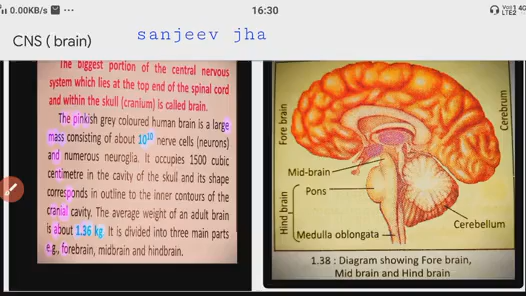 0.00KB/s
16:30
4G
LTE2
CNS ( brain)
sanjeev jha
The biggest portion of the central nervous
system which lies at the top end of the spinal cord
and within the skull (cranium) is called brain.
The pinkish grey coloured human brain is a large
mass consisting of about 10¹⁰ nerve cells (neurons)
and numerous neuroglia. It occupies 1500 cubic
centimetre in the cavity of the skull and its shape
corresponds in outline to the inner contours of the
cranial cavity. The average weight of an adult brain
is about 1.36 kg. It is divided into three main parts
e.g., forebrain, midbrain and hindbrain.
Fore brain
Cerebrum
Mid-brain
Pons
Hind brain
Cerebellum
Medulla oblongata
1.38 : Diagram showing Fore brain,
Mid brain and Hind brain